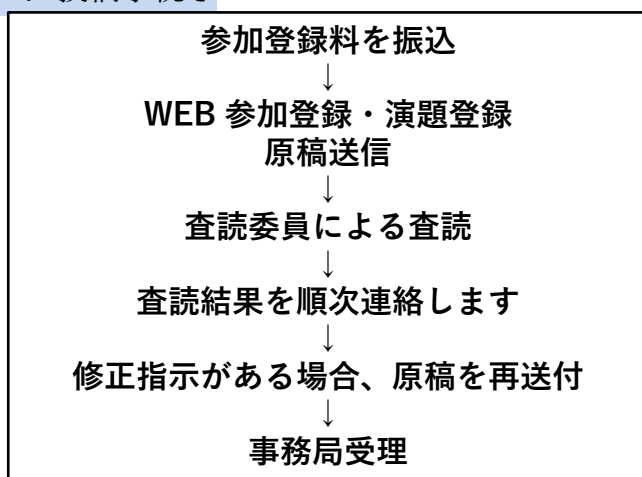 参加登録料を振込
↓
WEB 参加登録・演題登録
原稿送信
↓
査読委員による査読
↓
査読結果を順次連絡します
↓
修正指示がある場合、原稿を再送付
↓
事務局受理